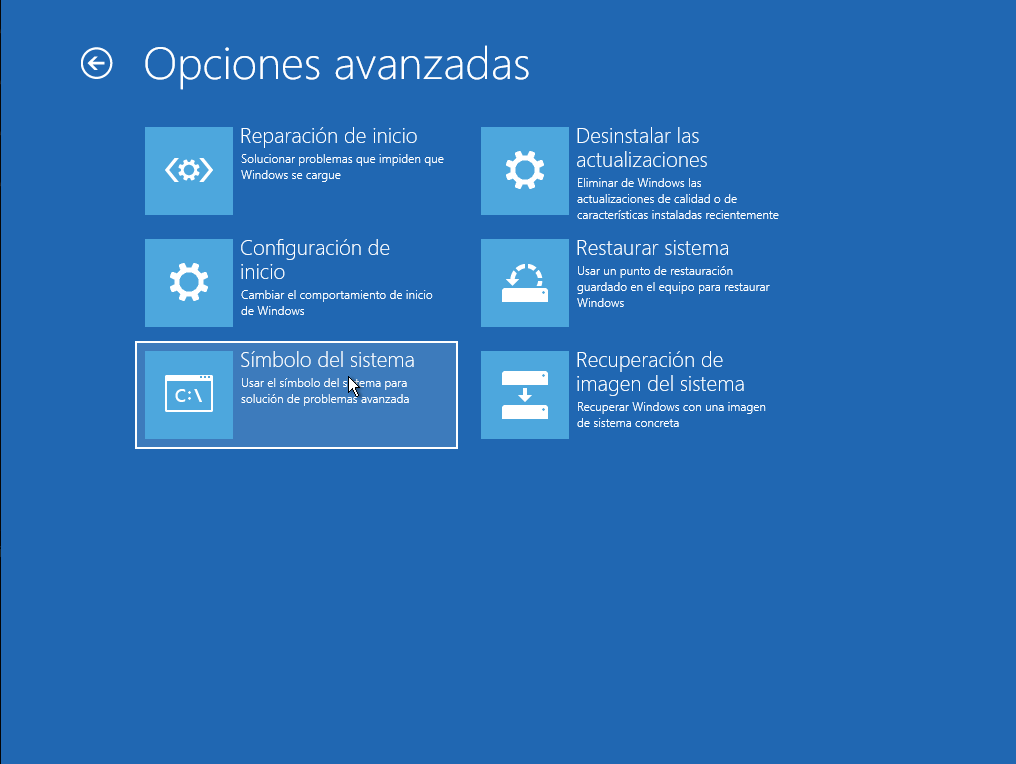 Opciones avanzadas
Reparación de inicio
Solucionar problemas que impiden que
Windows se cargue
Desinstalar las
actualizaciones
Eliminar de Windows las
actualizaciones de calidad o de
características instaladas recientemente
Configuración de
inicio
Cambiar el comportamiento de inicio
de Windows
Restaurar sistema
Usar un punto de restauración
guardado en el equipo para restaurar
Windows
C:\
Símbolo del sistema
Usar el símbolo del sistema para
solución de problemas avanzada
Recuperación de
imagen del sistema
Recuperar Windows con una imagen
de sistema concreta